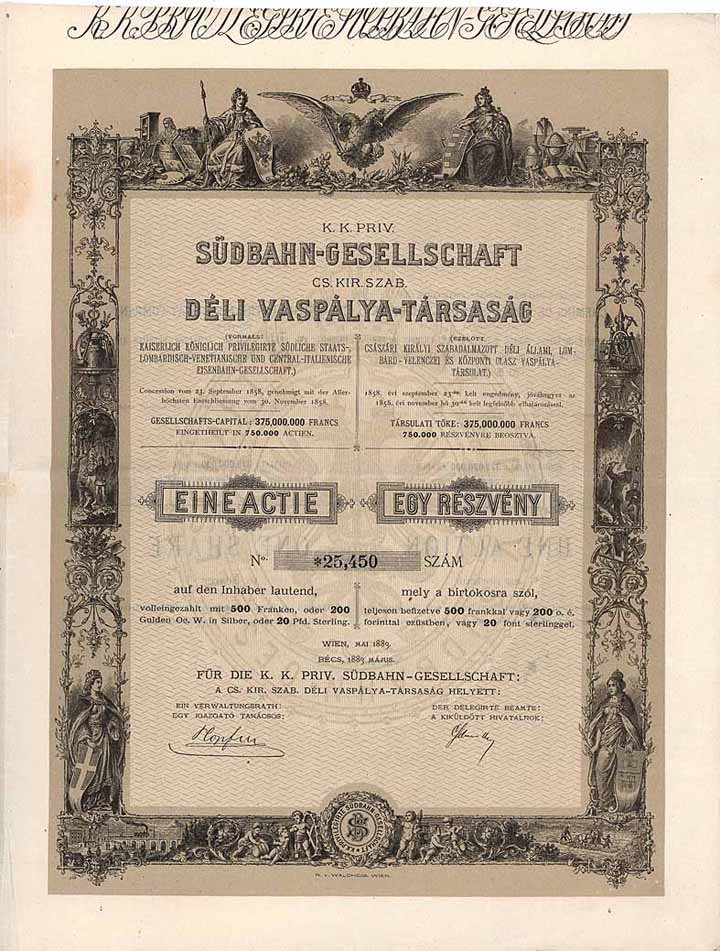 K. K. PRIV.
SÜDBAHN-GESELLSCHAFT
CS. KIR. SZAB.
DÉLI VASPÁLYA-TÁRSASÁG
(VORMALS:
KAISERLICH KÖNIGLICH PRIVILEGIRTE SÜDLICHE STAATS-
LOMBARDISCH-VENETIANISCHE UND CENTRAL-ITALIENISCHE
EISENBAHN-GESELLSCHAFT.)
Concession vom 23. September 1858, genehmigt mit der Aller-
höchsten Entschliessung vom 30. November 1858.
GESELLSCHAFTS-CAPITAL: 375,000.000 FRANCS
EINGETHEILT IN 750.000 ACTIEN.
(EZELŐTT:
CSÁSZÁRI KIRÁLYI SZABADALMAZOTT DÉLI ÁLLAMI, LOM-
BÁRD-VELENCZEI ÉS KÖZPONTI OLASZ VASPÁLYA-
TÁRSULAT.)
1858. évi szeptember 23-án kelt engedmény, jóváhagyva az
1858. évi november hó 30-án kelt legfelsőbb elhatározással.
TÁRSULATI TŐKE: 375,000.000 FRANCS
750.000 RÉSZVÉNYRE BEOSZTVA.
EINE ACTIE
EGY RÉSZVÉNY
No. *25,450 SZÁM
auf den Inhaber lautend,
volleingezahlt mit 500 Franken, oder 200
Gulden Oe. W. in Silber, oder 20 Pfd. Sterling.
mely a birtokosra szól,
teljesen befizetve 500 frankkal vagy 200 o. é.
forinttal ezüstben, vagy 20 font sterlinggel.
WIEN, MAI 1883.
BÉCS, 1883 MÁJUS.
FÜR DIE K. K. PRIV. SÜDBAHN-GESELLSCHAFT:
A CS. KIR. SZAB. DÉLI VASPÁLYA-TÁRSASÁG HELYETT:
EIN VERWALTUNGSRATH:
EGY IGAZGATÓ TANÁCSOS:
DER DELEGIRTE BEAMTE:
A KIKÜLDÖTT HIVATALNOK:
K.K. PRIVILEGIRTE SÜDBAHN-GESELLSCHAFT
SB
R. v. WALDHEIM WIEN.